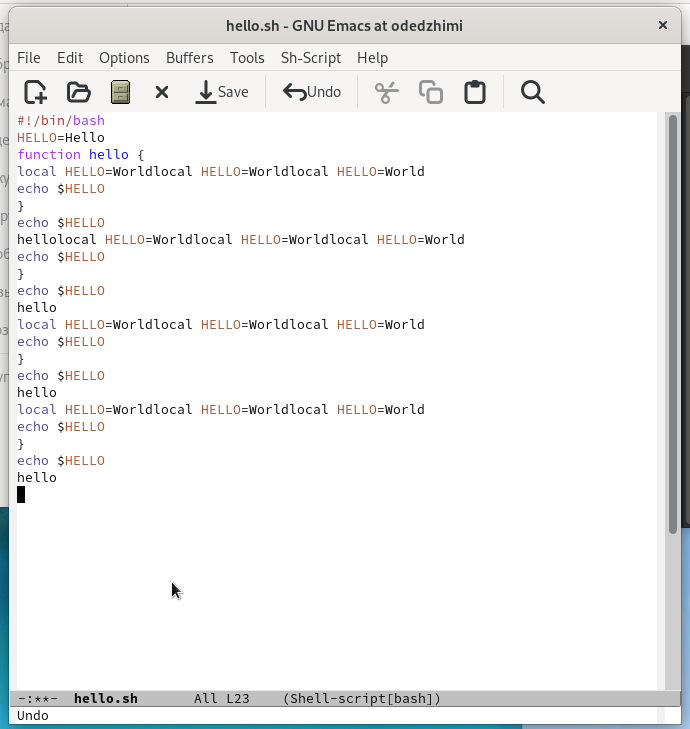 hello.sh - GNU Emacs at odedzhimi
File Edit Options Buffers Tools Sh-Script Help
Save Undo
#!/bin/bash
HELLO=Hello
function hello {
local HELLO=Worldlocal HELLO=Worldlocal HELLO=World
echo $HELLO
}
echo $HELLO
hellolocal HELLO=Worldlocal HELLO=Worldlocal HELLO=World
echo $HELLO
}
echo $HELLO
hello
local HELLO=Worldlocal HELLO=Worldlocal HELLO=World
echo $HELLO
}
echo $HELLO
hello
local HELLO=Worldlocal HELLO=Worldlocal HELLO=World
echo $HELLO
}
echo $HELLO
hello
-:**- hello.sh All L23 (Shell-script[bash])
Undo